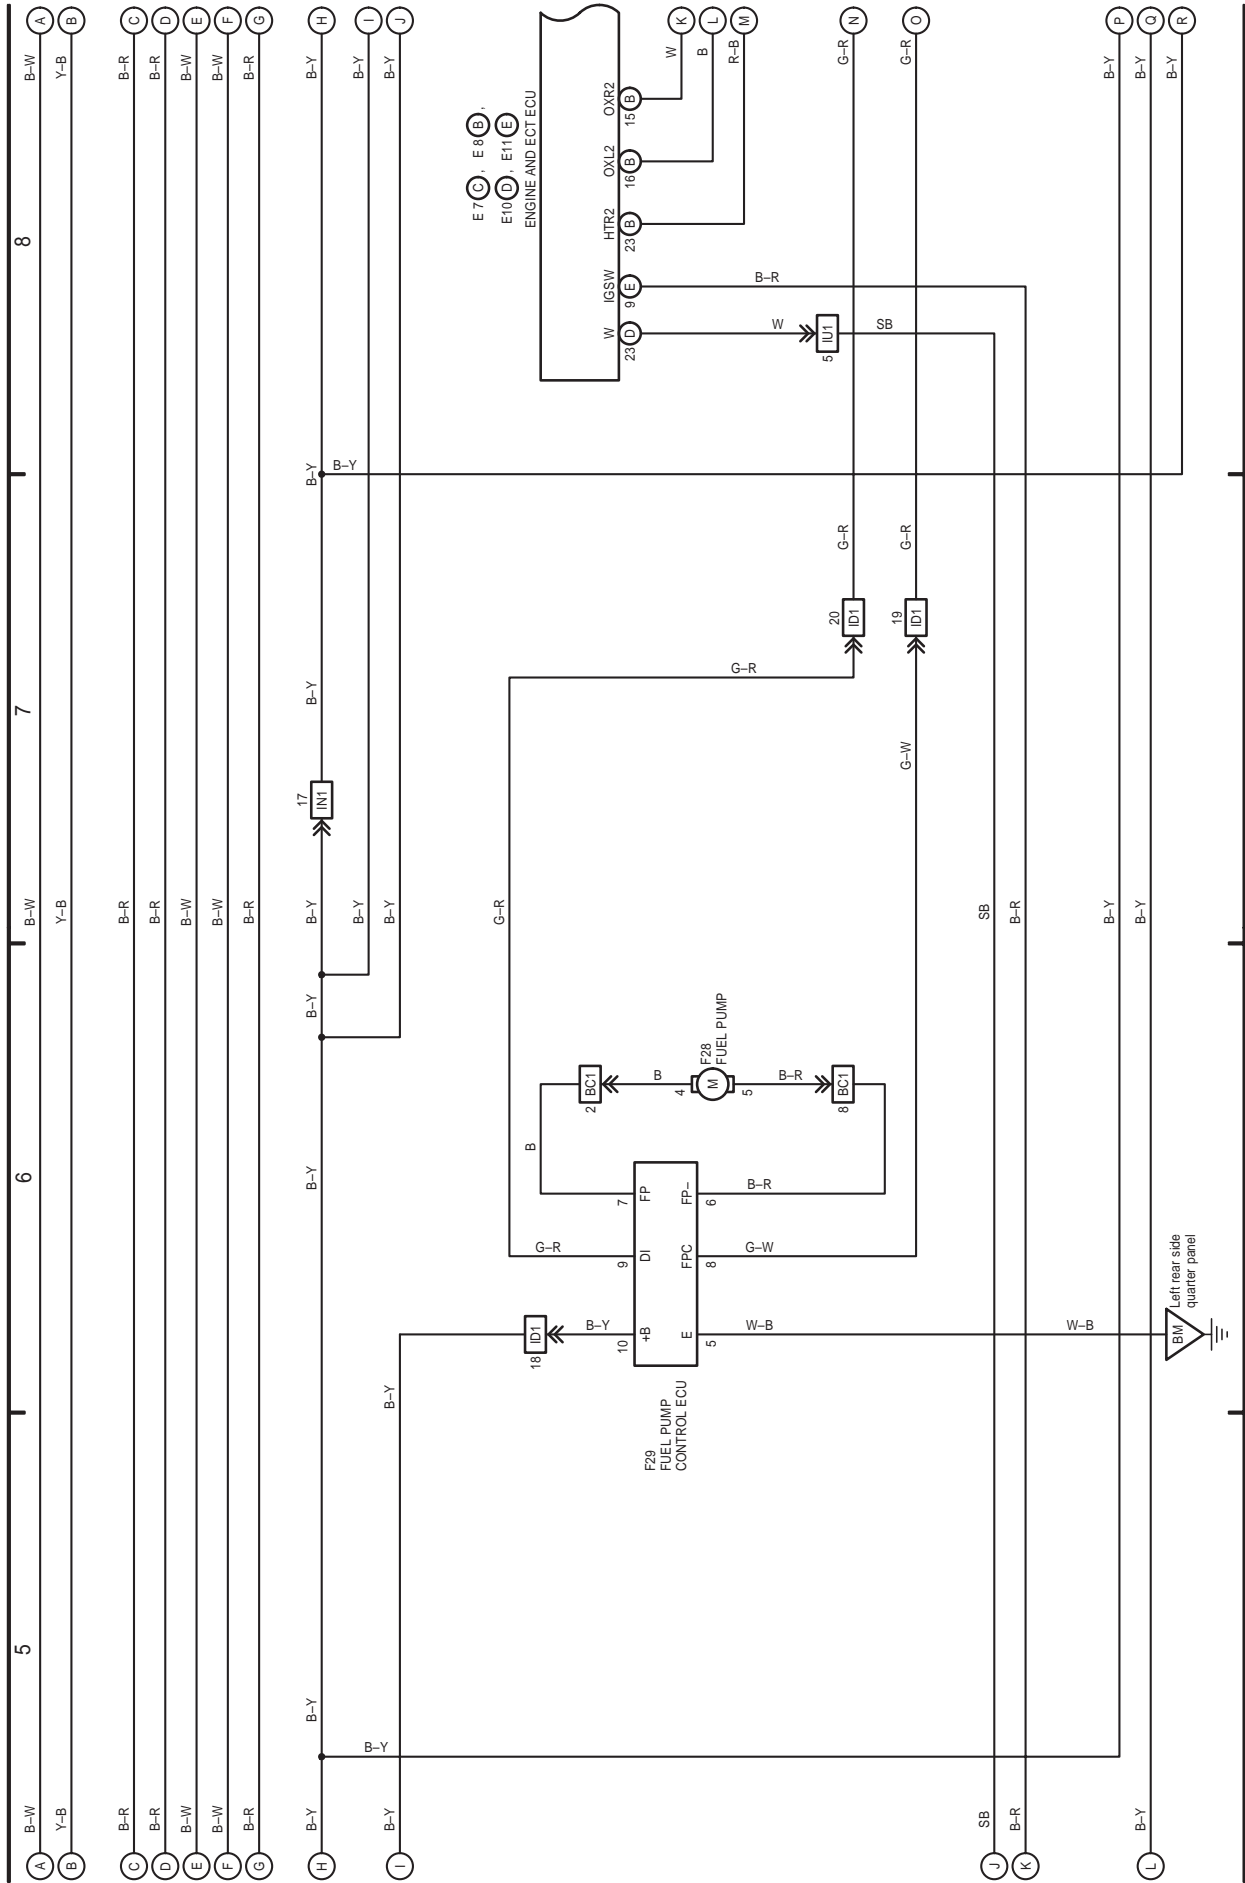 5 6 7 8
A B–W B–W B–W A
B Y–B Y–B Y–B B
C B–R B–R B–R C
D B–R B–R B–R D
E B–W B–W B–W E
F B–W B–W B–W F
G B–R B–R B–R G
H B–Y B–Y B–Y B–Y B–Y 17 IN1 B–Y B–Y B–Y H
B–Y
B–Y B–Y I
I B–Y B–Y B–Y B–Y J
B–Y
E 7 C , E 8 B ,
E10 D , E11 E
ENGINE AND ECT ECU
G–R
G–R
18 ID1
B–Y
B
2 BC1
B
10 +B
9 DI
7 FP
F29
FUEL PUMP
CONTROL ECU
5 E
8 FPC
6 FP–
W–B
G–W
B–R
4 M 5
F28
FUEL PUMP
B–R
8 BC1
W
IGSW
HTR2
OXL2
OXR2
23 D
9 E
23 B
16 B
15 B
W K
B L
R–B M
G–R
B–R
W
5 IU1
SB
20 ID1 G–R G–R N
G–W 19 ID1 G–R G–R O
J SB SB
K B–R B–R
W–B
B–Y B–Y P
L B–Y B–Y B–Y Q
B–Y R
BM
Left rear side
quarter panel